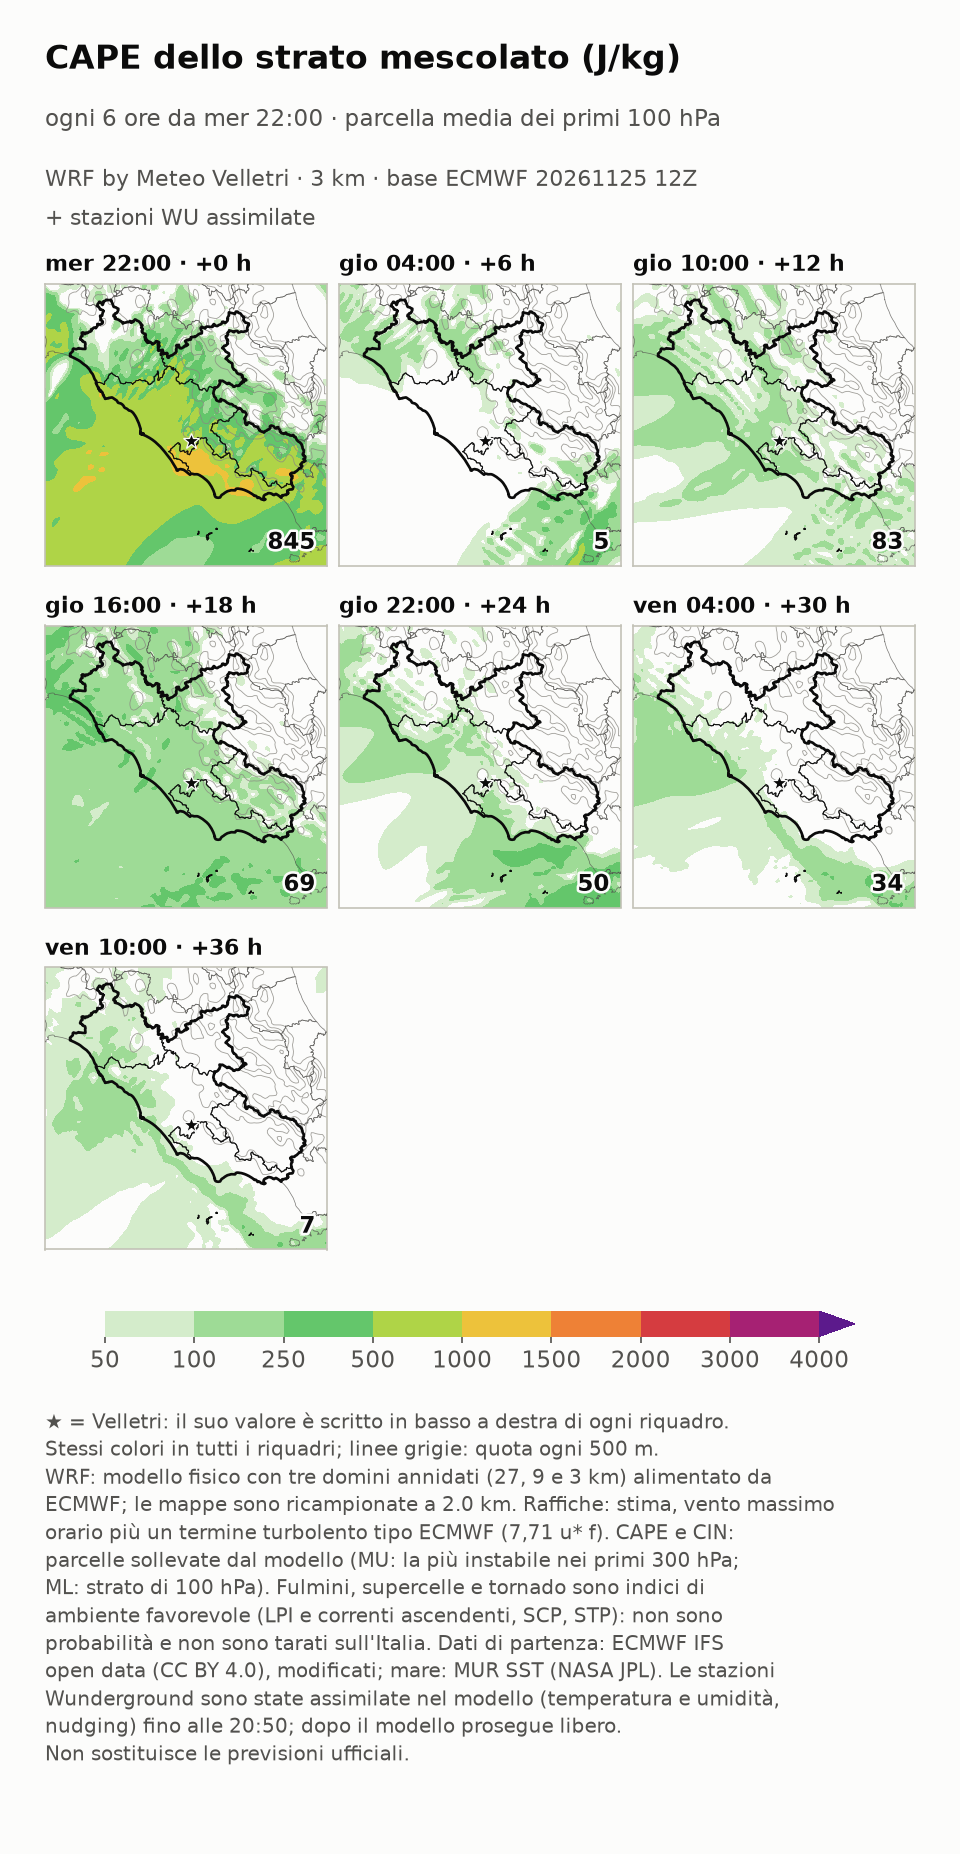 CAPE dello strato mescolato (J/kg)
ogni 6 ore da mer 22:00 · parcella media dei primi 100 hPa
WRF by Meteo Velletri · 3 km · base ECMWF 20261125 12Z
+ stazioni WU assimilate
mer 22:00 · +0 h
gio 04:00 · +6 h
gio 10:00 · +12 h
845
5
83
gio 16:00 · +18 h
gio 22:00 · +24 h
ven 04:00 · +30 h
69
50
34
ven 10:00 · +36 h
7
50 100 250 500 1000 1500 2000 3000 4000
★ = Velletri: il suo valore è scritto in basso a destra di ogni riquadro.
Stessi colori in tutti i riquadri; linee grigie: quota ogni 500 m.
WRF: modello fisico con tre domini annidati (27, 9 e 3 km) alimentato da
ECMWF; le mappe sono ricampionate a 2.0 km. Raffiche: stima, vento massimo
orario più un termine turbolento tipo ECMWF (7,71 u* f). CAPE e CIN:
parcelle sollevate dal modello (MU: la più instabile nei primi 300 hPa;
ML: strato di 100 hPa). Fulmini, supercelle e tornado sono indici di
ambiente favorevole (LPI e correnti ascendenti, SCP, STP): non sono
probabilità e non sono tarati sull'Italia. Dati di partenza: ECMWF IFS
open data (CC BY 4.0), modificati; mare: MUR SST (NASA JPL). Le stazioni
Wunderground sono state assimilate nel modello (temperatura e umidità,
nudging) fino alle 20:50; dopo il modello prosegue libero.
Non sostituisce le previsioni ufficiali.